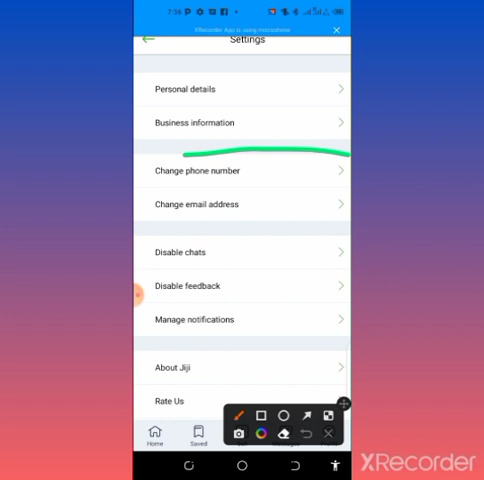 7:36
XRecorder App is using microphone
Settings
Personal details
Business information
Change phone number
Change email address
Disable chats
Disable feedback
Manage notifications
About Jiji
Rate Us
Home
Saved
XRecorder